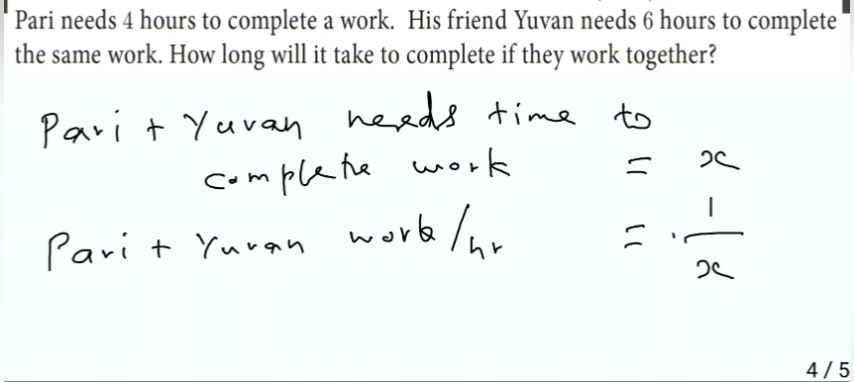 Pari needs 4 hours to complete a work. His friend Yuvan needs 6 hours to complete
the same work. How long will it take to complete if they work together?
Pari + Yuvan needs time to
complete work = x
Pari + Yuvan work/hr = 1/x
4 / 5